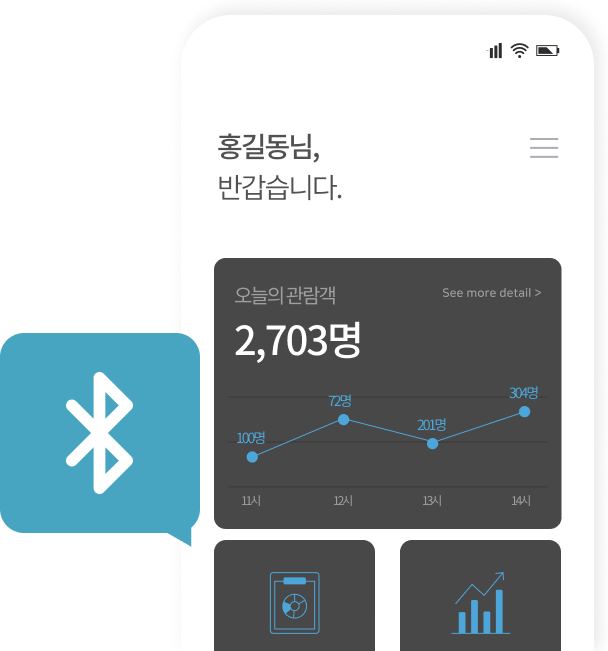 홍길동님,
반갑습니다.
오늘의 관람객
See more detail >
2,703명
100명
72명
201명
304명
11시
12시
13시
14시